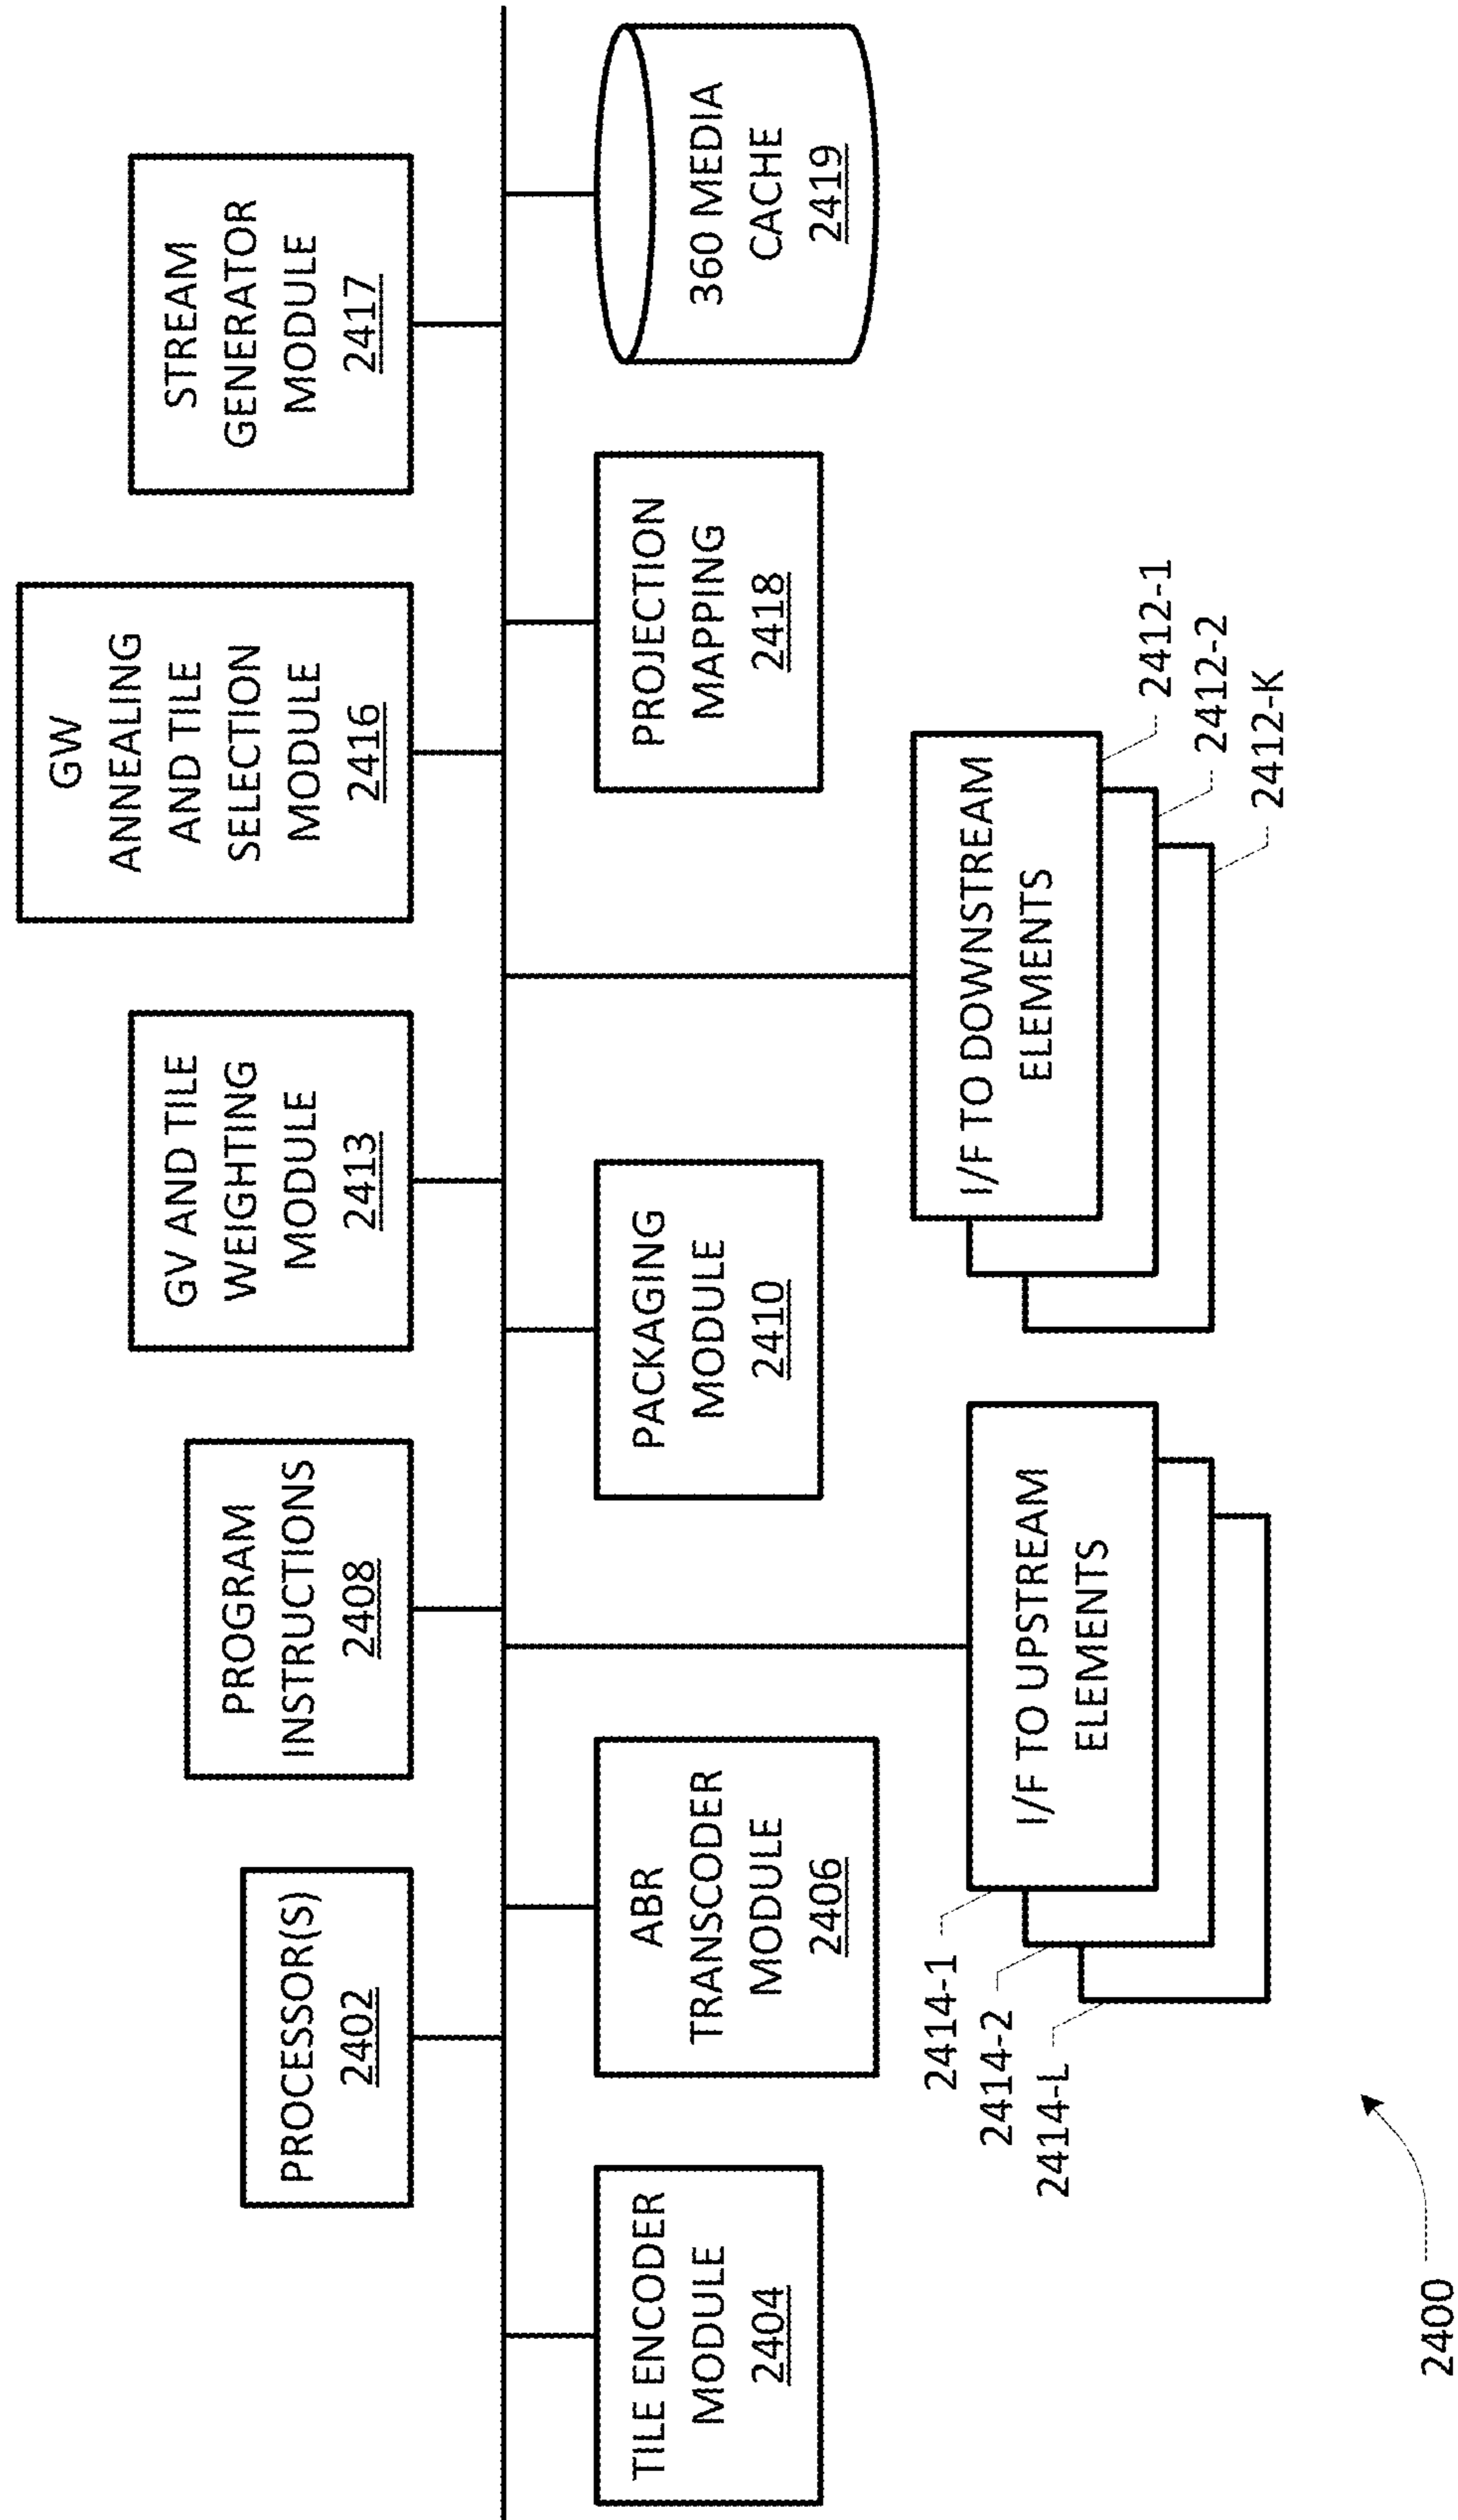 PROCESSOR(S)
2402
PROGRAM
INSTRUCTIONS
2408
GV AND TILE
WEIGHTING
MODULE
2413
GW
ANNEALING
AND TILE
SELECTION
MODULE
2416
STREAM
GENERATOR
MODULE
2417
TILE ENCODER
MODULE
2404
ABR
TRANSCODER
MODULE
2406
PACKAGING
MODULE
2410
PROJECTION
MAPPING
2418
360 MEDIA
CACHE
2419
I/F TO UPSTREAM
ELEMENTS
2414-1
2414-2
2414-L
I/F TO DOWNSTREAM
ELEMENTS
2412-1
2412-2
2412-K
2400